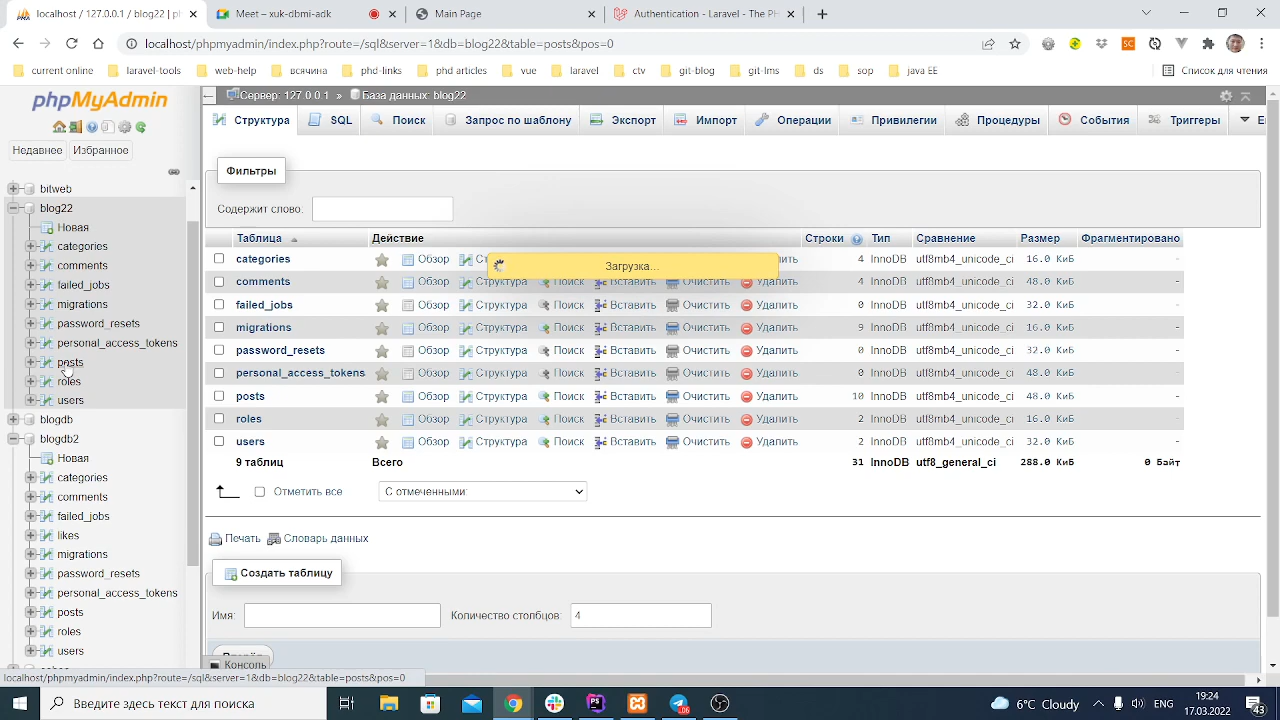 localhost / 127.0.0.1 / blog22 / p
Meet – xuk-dbmi-adk
Main Page
Authentication - Laravel - The PH
localhost/phpmyadmin/index.php?route=/sql&server=1&db=blog22&table=posts&pos=0
current online
laravel-tools
web-help
всячина
phd-links
phd articles
vue
laravel
ctv
git-blog
git-lms
ds
sop
java EE
Список для чтения
phpMyAdmin
Недавнее
Избранное
bitweb
blog22
Новая
categories
comments
failed_jobs
migrations
password_resets
personal_access_tokens
posts
roles
users
blogdb
blogdb2
Новая
categories
comments
failed_jobs
likes
migrations
password_resets
personal_access_tokens
posts
roles
users
Сервер: 127.0.0.1 » База данных: blog22
Структура SQL Поиск Запрос по шаблону Экспорт Импорт Операции Привилегии Процедуры События Триггеры
Фильтры
Содержит слово:
Таблица Действие Строки Тип Сравнение Размер Фрагментировано
Загрузка...
categories Обзор 4 InnoDB utf8mb4_unicode_ci 16.0 КиБ -
comments Обзор Структура Поиск Вставить Очистить Удалить 4 InnoDB utf8mb4_unicode_ci 48.0 КиБ -
failed_jobs Обзор Структура Поиск Вставить Очистить Удалить 0 InnoDB utf8mb4_unicode_ci 32.0 КиБ -
migrations Обзор Структура Поиск Вставить Очистить Удалить 9 InnoDB utf8mb4_unicode_ci 16.0 КиБ -
password_resets Обзор Структура Поиск Вставить Очистить Удалить 0 InnoDB utf8mb4_unicode_ci 32.0 КиБ -
personal_access_tokens Обзор Структура Поиск Вставить Очистить Удалить 0 InnoDB utf8mb4_unicode_ci 48.0 КиБ -
posts Обзор Структура Поиск Вставить Очистить Удалить 10 InnoDB utf8mb4_unicode_ci 48.0 КиБ -
roles Обзор Структура Поиск Вставить Очистить Удалить 2 InnoDB utf8mb4_unicode_ci 16.0 КиБ -
users Обзор Структура Поиск Вставить Очистить Удалить 2 InnoDB utf8mb4_unicode_ci 32.0 КиБ -
9 таблиц Всего 31 InnoDB utf8_general_ci 288.0 КиБ 0 Байт
Отметить все С отмеченными:
Печать Словарь данных
Создать таблицу
Имя: Количество столбцов: 4
Консоль
localhost/phpmyadmin/index.php?route=/sql&server=1&db=blog22&table=posts&pos=0
Введите здесь текст для поиска
6°C Cloudy
ENG
19:24
17.03.2022